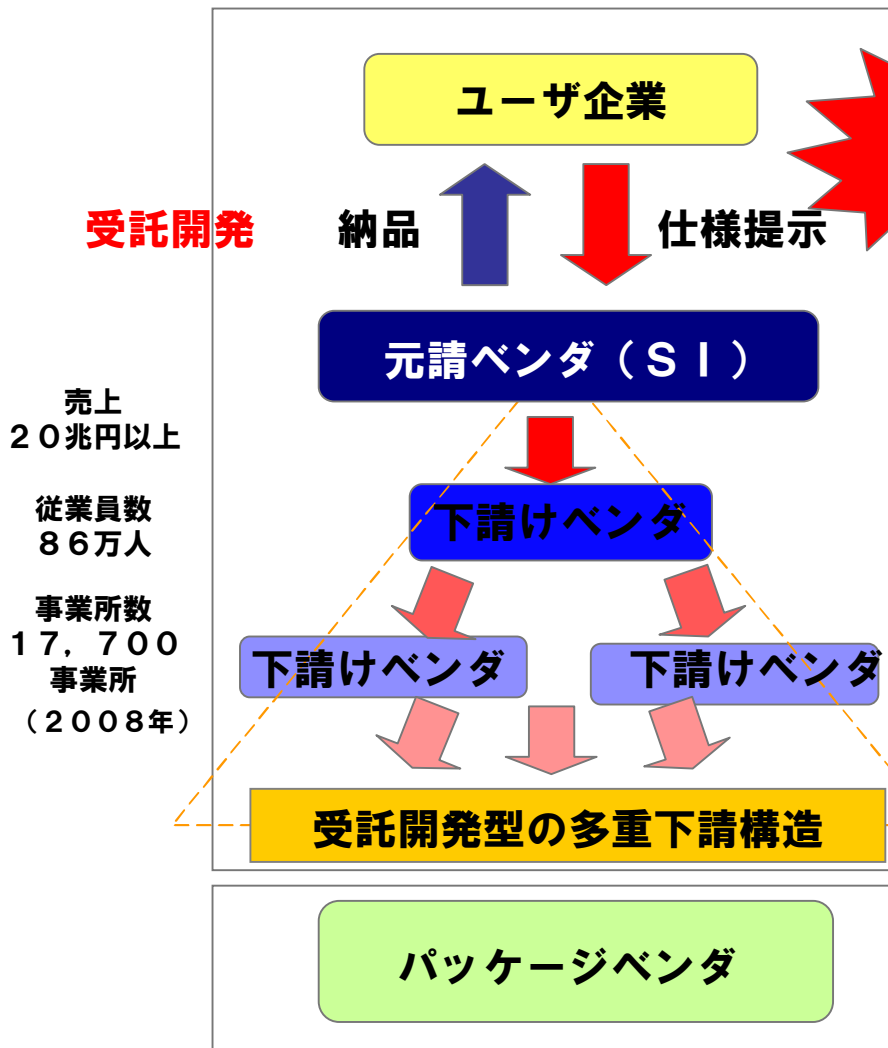 ユーザ企業
受託開発
納品
仕様提示
元請ベンダ（ＳＩ）
売上
２０兆円以上
下請けベンダ
従業員数
８６万人
事業所数
１７，７００
事業所
（２００８年）
下請けベンダ
下請けベンダ
受託開発型の多重下請構造
パッケージベンダ